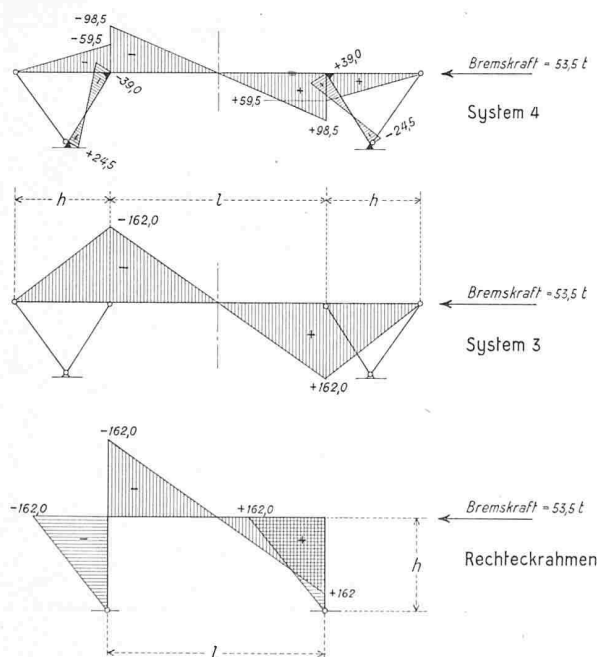 -98,5
-59,5
-
-
-39,0
+
+24,5
+39,0
+59,5
+
+
+98,5
-24,5
Bremskraft = 53,5 t
System 4
h
l
h
-162,0
-
+
+162,0
Bremskraft = 53,5 t
System 3
-162,0
-
-162,0
-
+162,0
+
+162
h
l
Bremskraft = 53,5 t
Rechteckrahmen